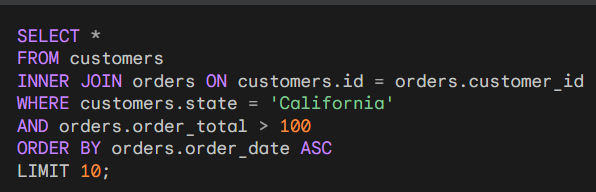 SELECT *
FROM customers
INNER JOIN orders ON customers.id = orders.customer_id
WHERE customers.state = 'California'
AND orders.order_total > 100
ORDER BY orders.order_date ASC
LIMIT 10;